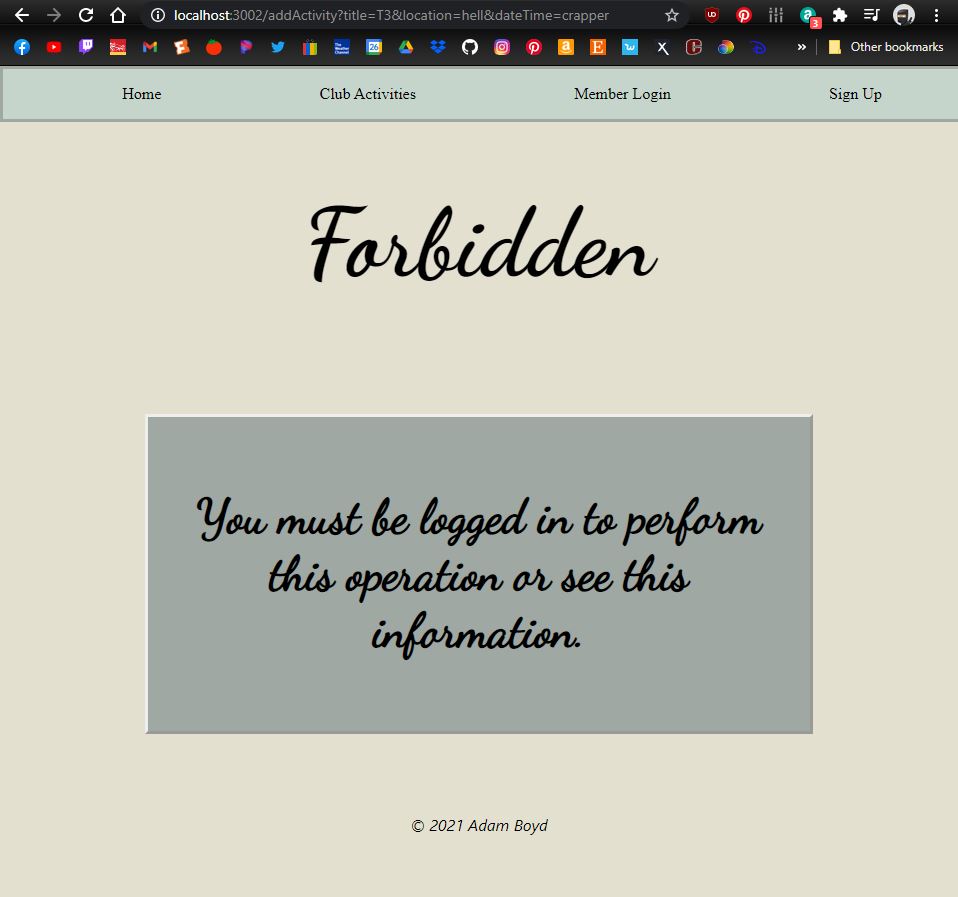 localhost:3002/addActivity?title=T3&location=hell&dateTime=crapper
3
Other bookmarks
Home Club Activities Member Login Sign Up
Forbidden
You must be logged in to perform
this operation or see this
information.
© 2021 Adam Boyd